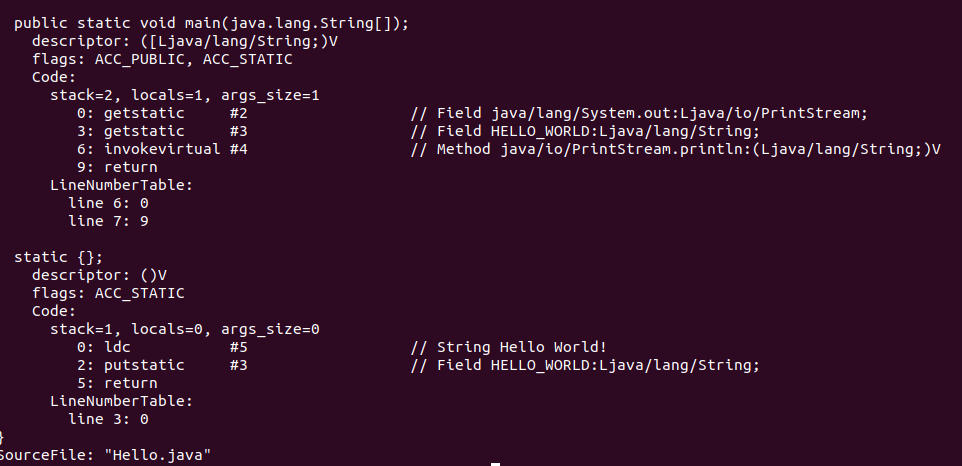 public static void main(java.lang.String[]);
descriptor: ([Ljava/lang/String;)V
flags: ACC_PUBLIC, ACC_STATIC
Code:
stack=2, locals=1, args_size=1
0: getstatic     #2                  // Field java/lang/System.out:Ljava/io/PrintStream;
3: getstatic     #3                  // Field HELLO_WORLD:Ljava/lang/String;
6: invokevirtual #4                  // Method java/io/PrintStream.println:(Ljava/lang/String;)V
9: return
LineNumberTable:
line 6: 0
line 7: 9
static {};
descriptor: ()V
flags: ACC_STATIC
Code:
stack=1, locals=0, args_size=0
0: ldc           #5                  // String Hello World!
2: putstatic     #3                  // Field HELLO_WORLD:Ljava/lang/String;
5: return
LineNumberTable:
line 3: 0
}
SourceFile: "Hello.java"